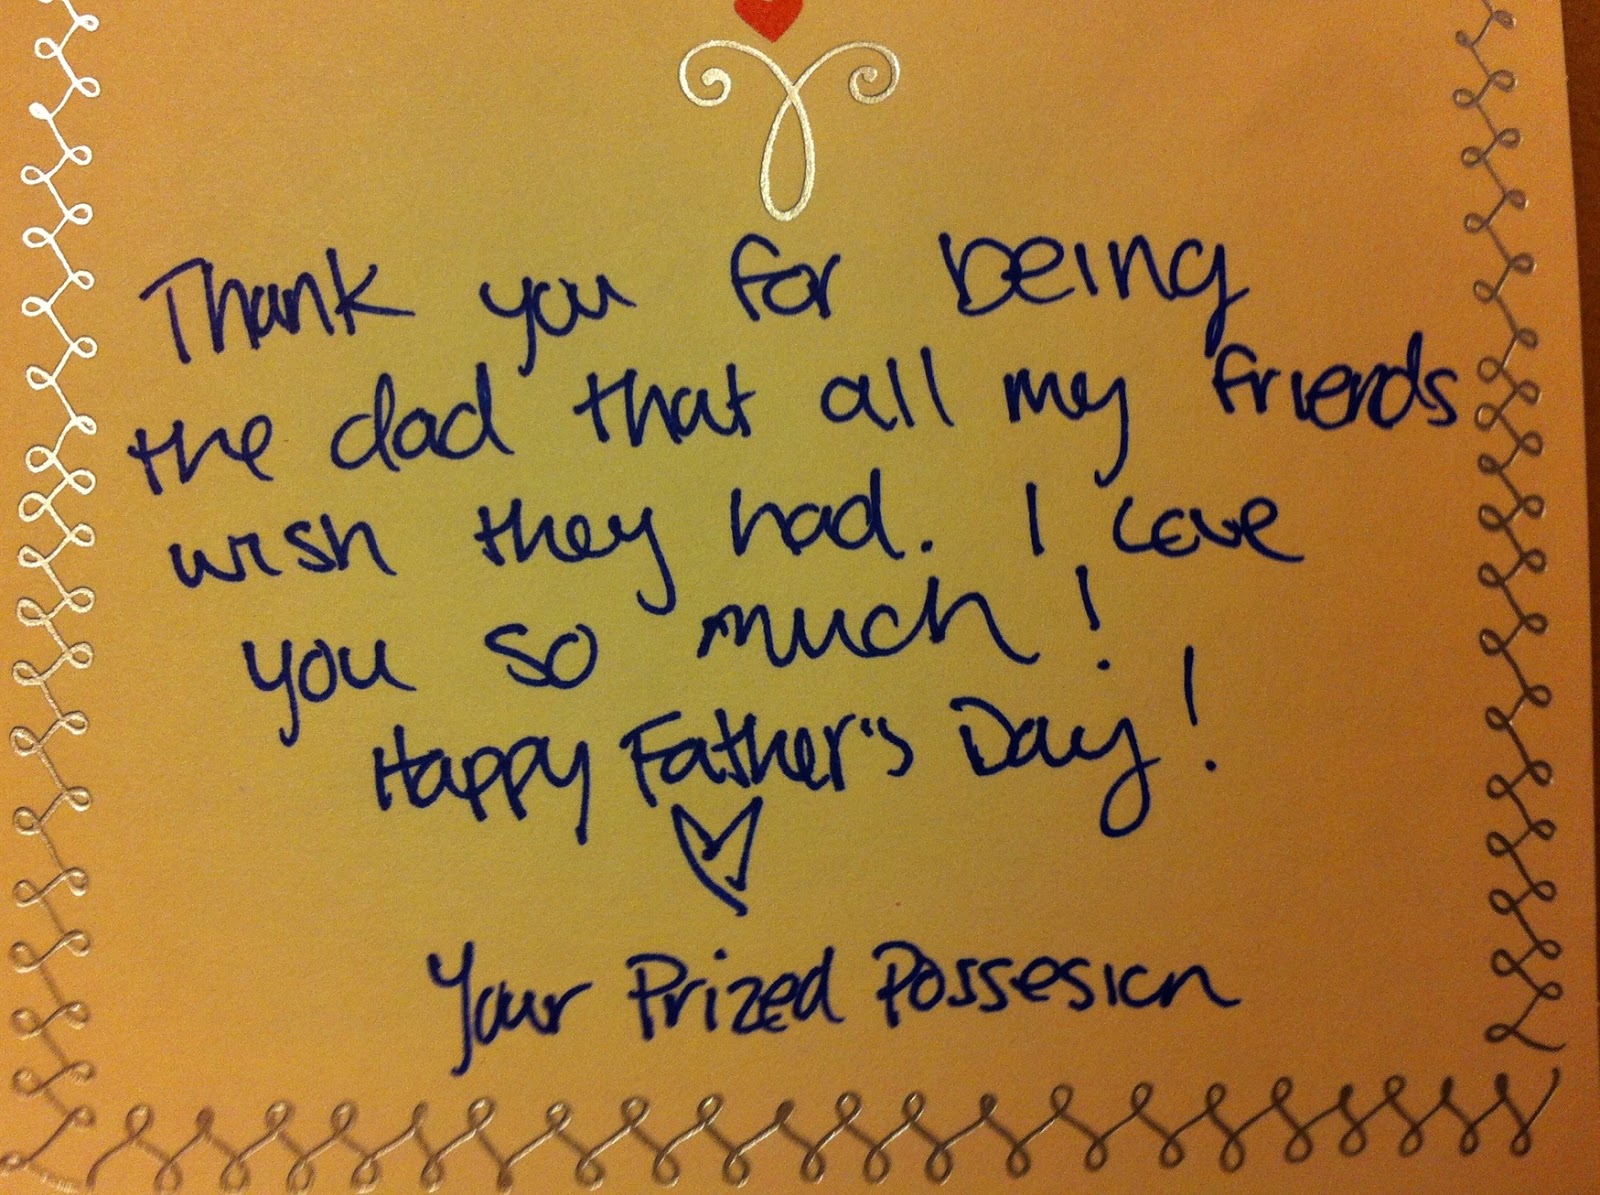 Thank you for being
the dad that all my friends
wish they had. I love
you so much!
Happy Father's Day!
Your Prized Possesion